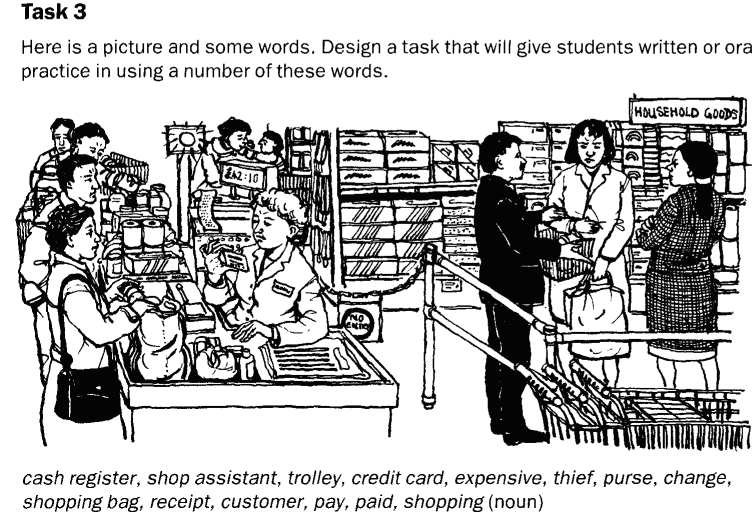 Task 3
Here is a picture and some words. Design a task that will give students written or ora
practice in using a number of these words.
HOUSEHOLD GOODS
£42:10
NO
cash register, shop assistant, trolley, credit card, expensive, thief, purse, change,
shopping bag, receipt, customer, pay, paid, shopping (noun)